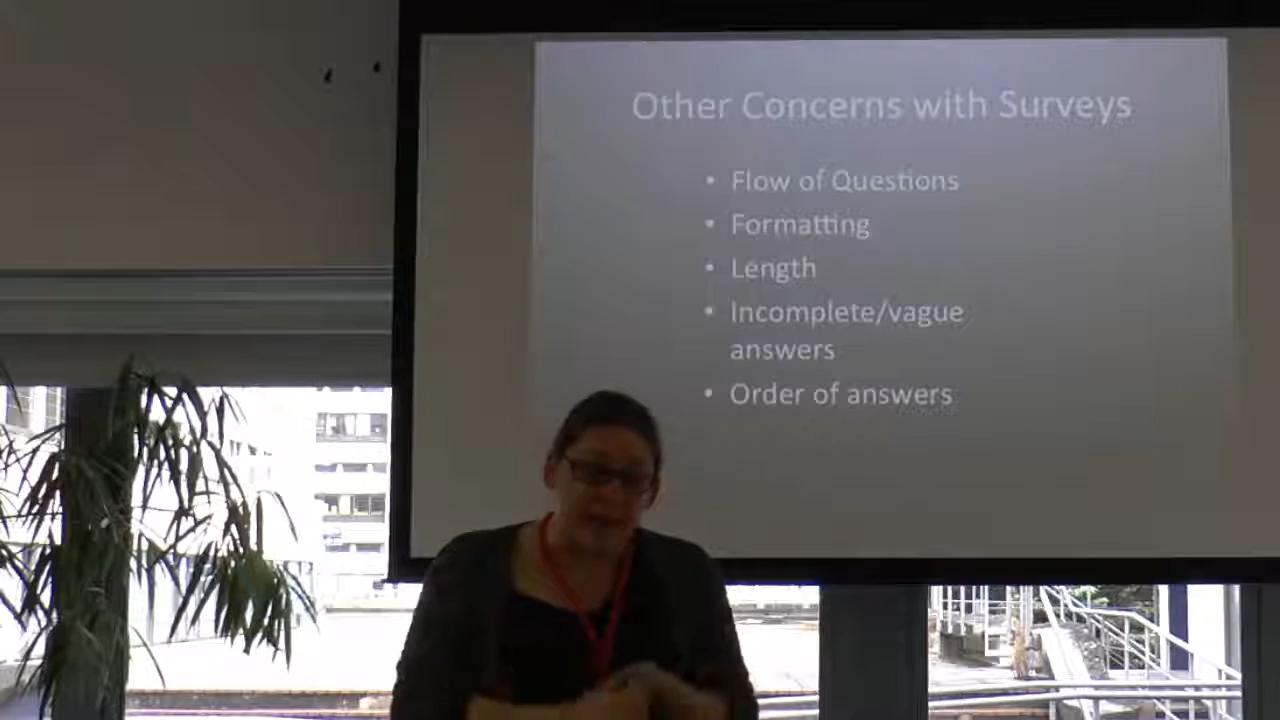 Other Concerns with Surveys
• Flow of Questions
• Formatting
• Length
• Incomplete/vague
answers
• Order of answers